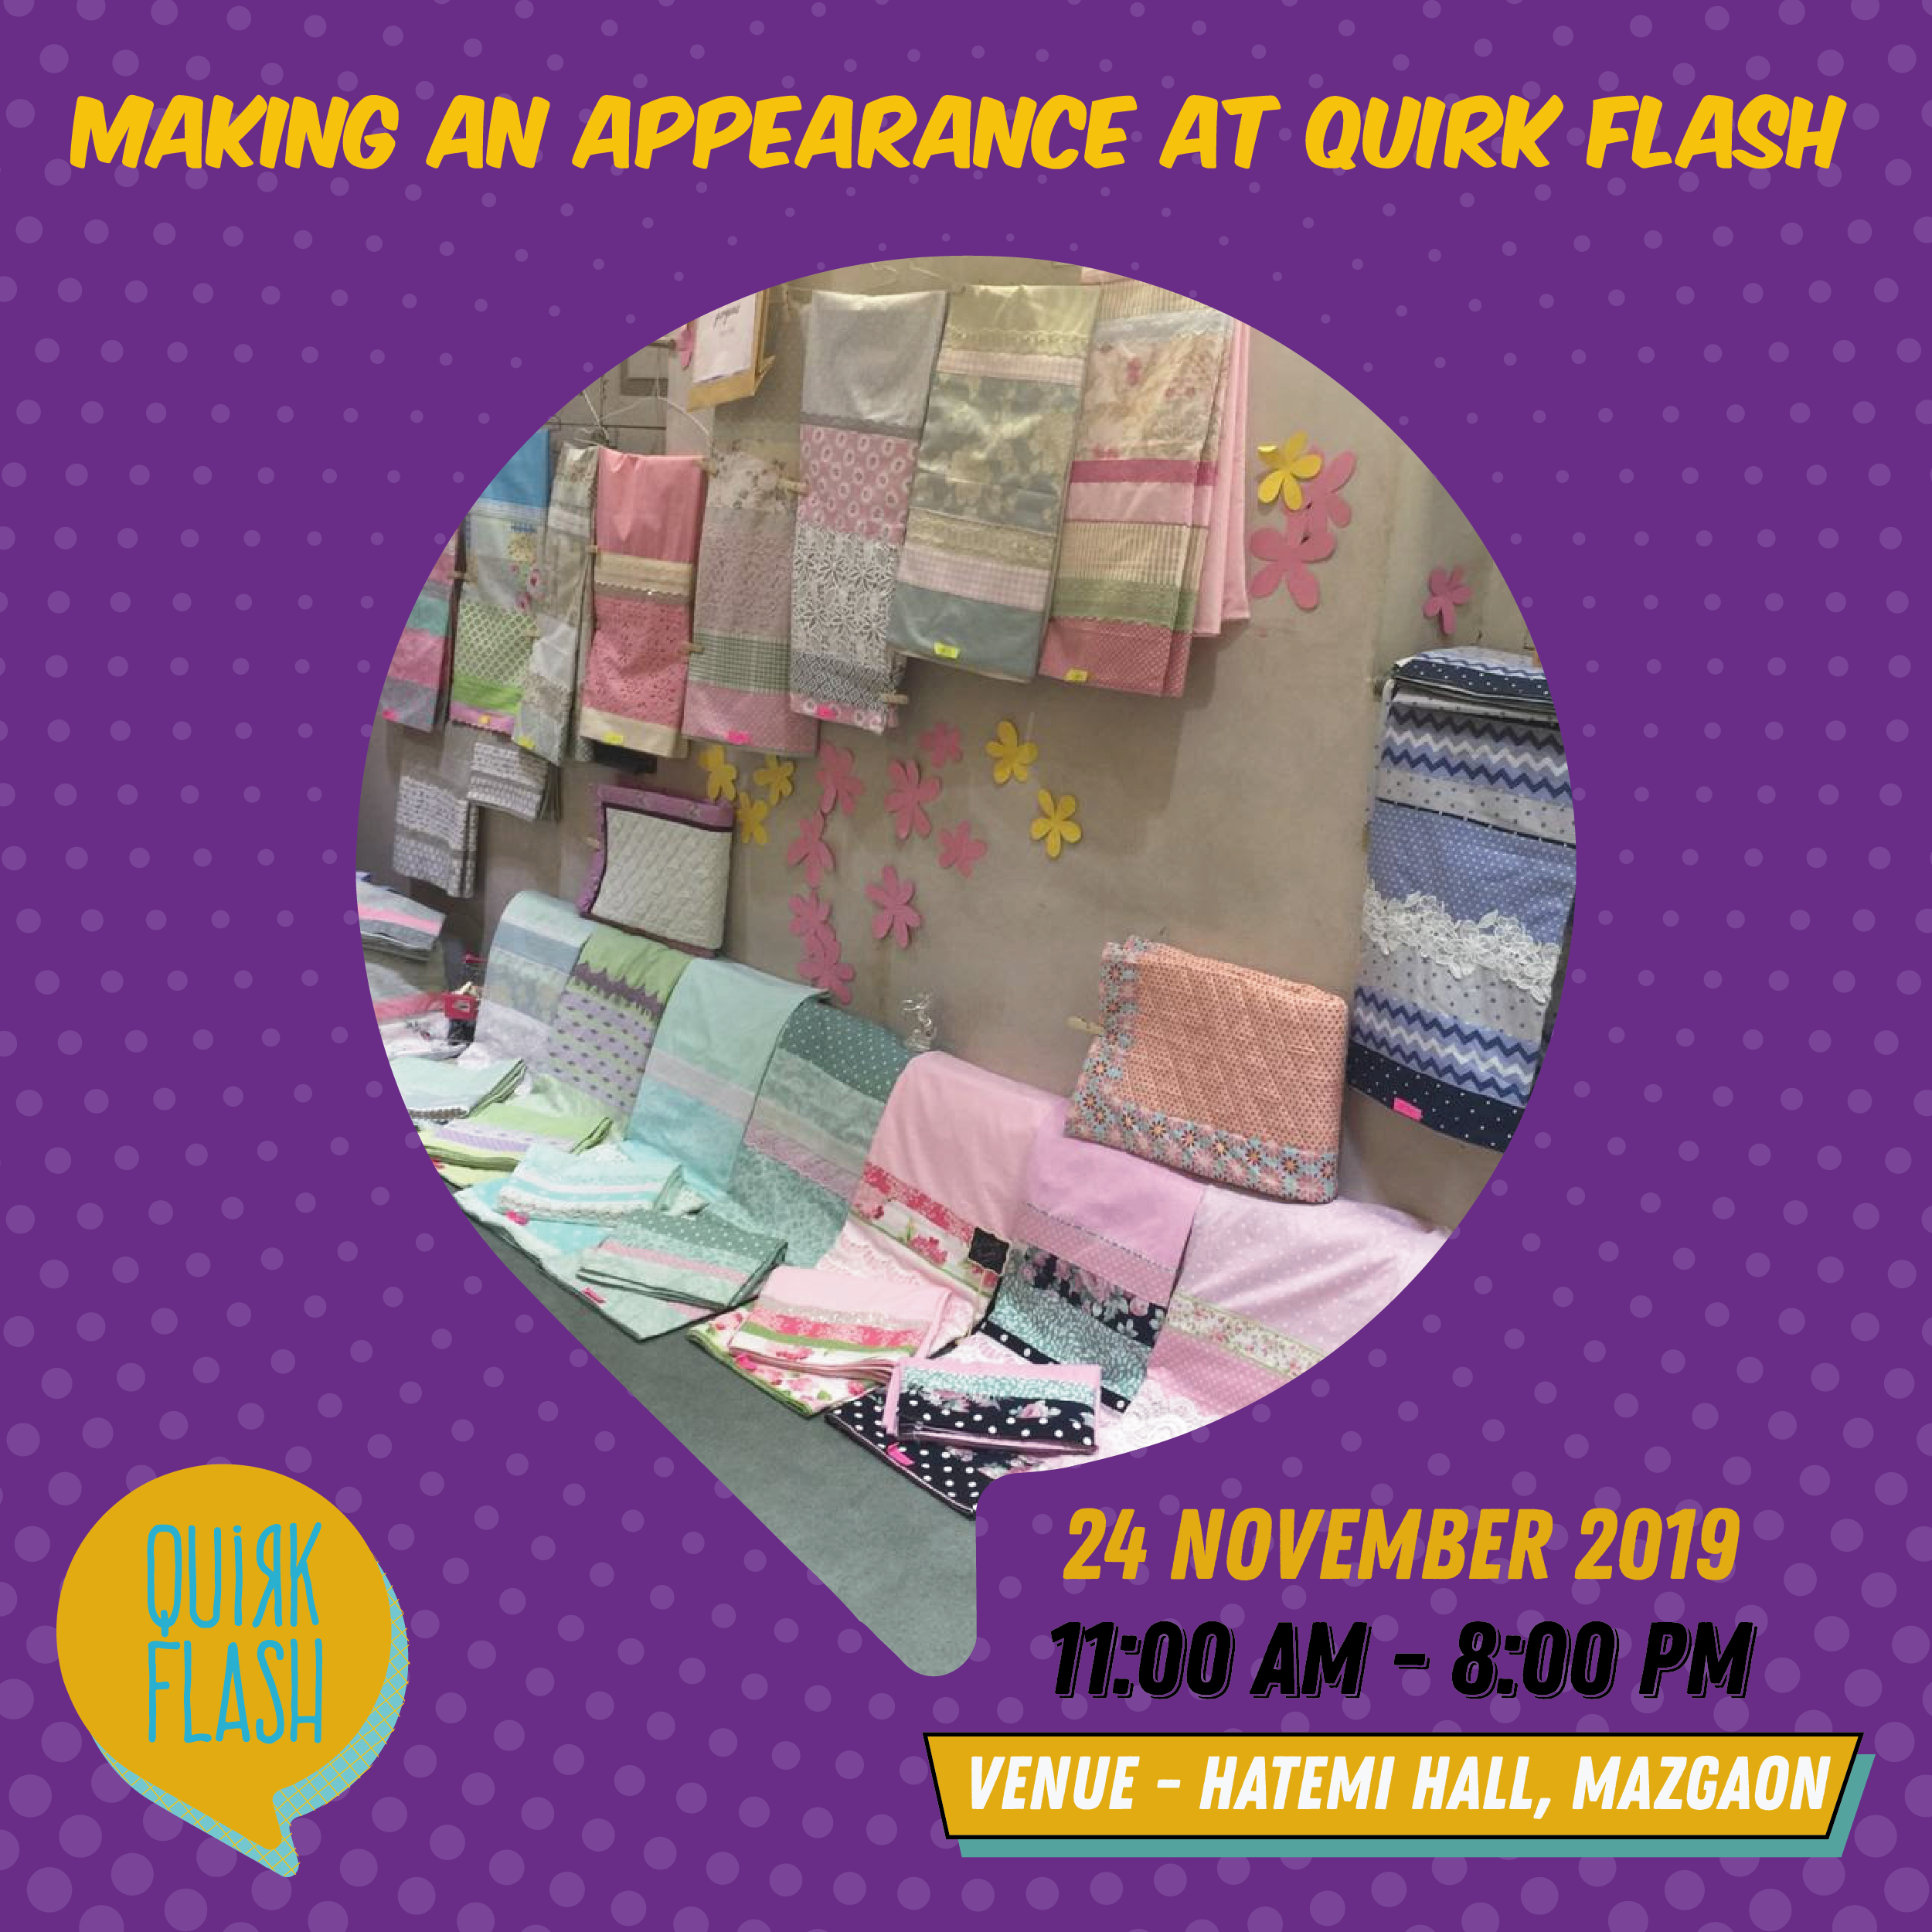 MAKING AN APPEARANCE AT QUIRK FLASH
24 NOVEMBER 2019
11:00 AM - 8:00 PM
VENUE - HATEMI HALL, MAZGAON
QUiRK
FLASH